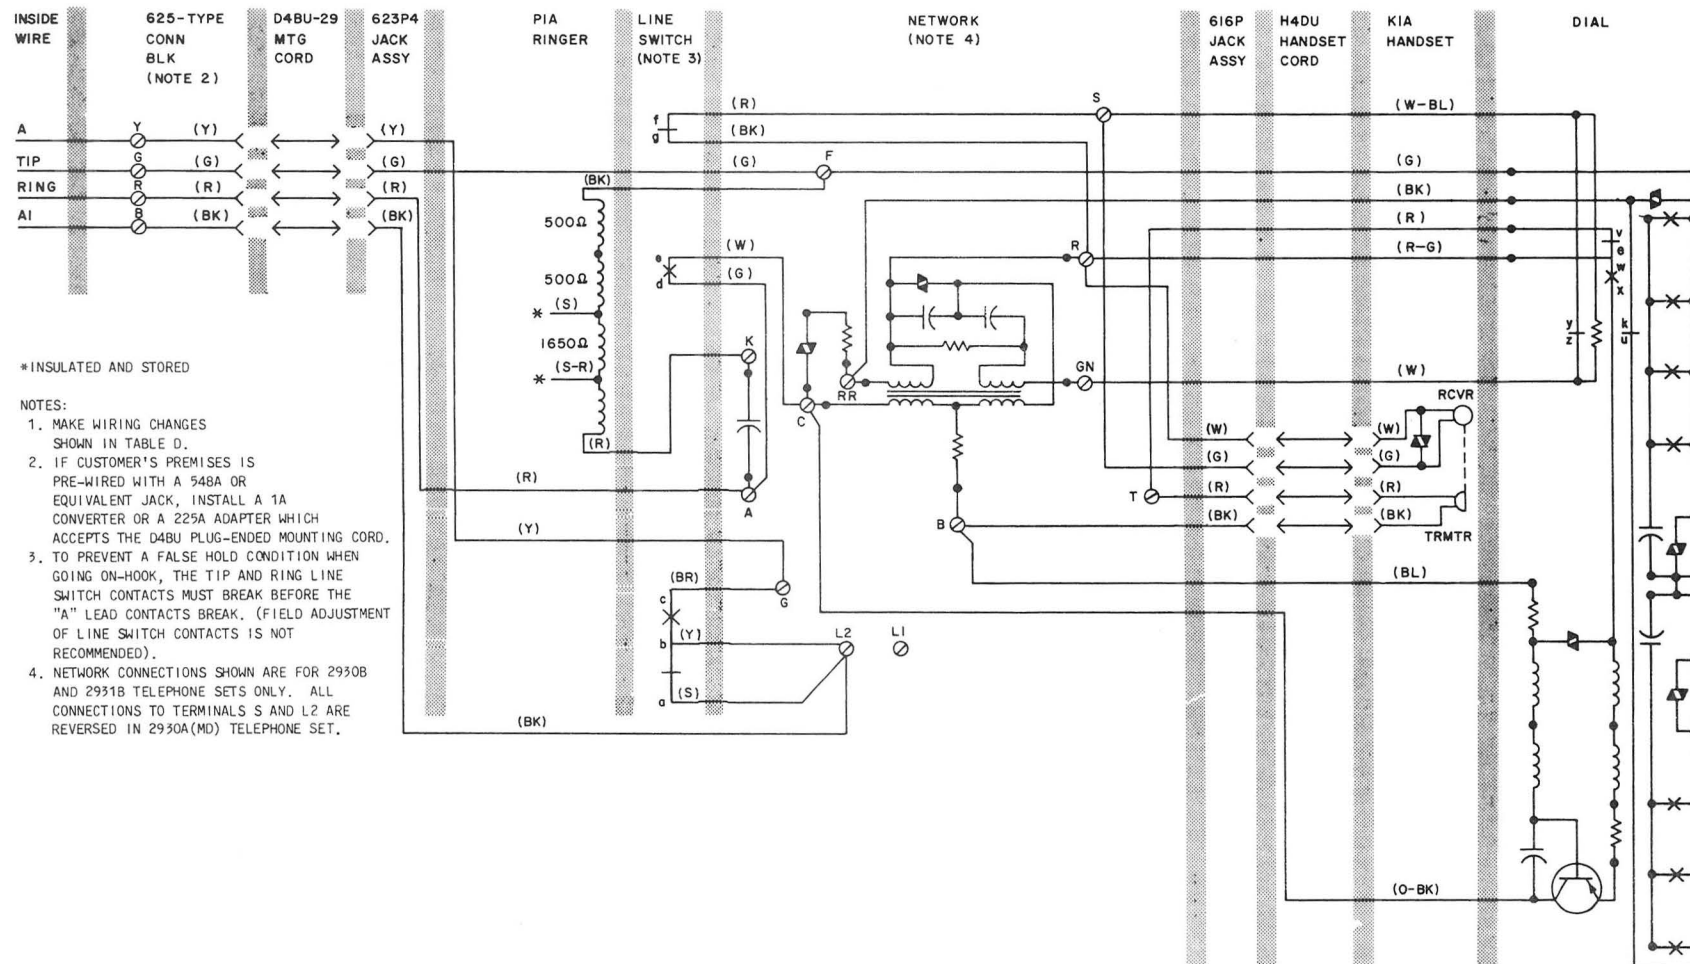 INSIDE WIRE
625-TYPE CONN BLK (NOTE 2)
D4BU-29 MTG CORD
623P4 JACK ASSY
PIA RINGER
LINE SWITCH (NOTE 3)
NETWORK (NOTE 4)
616P JACK ASSY
H4DU HANDSET CORD
KIA HANDSET
DIAL
(R)
S
(W-BL)
f
g
(BK)
A
Y
(Y)
(Y)
TIP
G
(G)
(G)
(G)
F
(G)
RING
R
(R)
(R)
(BK)
(BK)
AI
B
(BK)
(BK)
500Ω
(R)
(W)
R
(R-G)
v
e
w
x
e
d
(G)
500Ω
* (S)
1650Ω
K
y
z
k
u
* (S-R)
*INSULATED AND STORED
GN
(W)
RR
C
RCVR
NOTES:
1. MAKE WIRING CHANGES
SHOWN IN TABLE D.
2. IF CUSTOMER'S PREMISES IS
PRE-WIRED WITH A 548A OR
EQUIVALENT JACK, INSTALL A 1A
CONVERTER OR A 225A ADAPTER WHICH
ACCEPTS THE D4BU PLUG-ENDED MOUNTING CORD.
3. TO PREVENT A FALSE HOLD CONDITION WHEN
GOING ON-HOOK, THE TIP AND RING LINE
SWITCH CONTACTS MUST BREAK BEFORE THE
"A" LEAD CONTACTS BREAK. (FIELD ADJUSTMENT
OF LINE SWITCH CONTACTS IS NOT
RECOMMENDED).
4. NETWORK CONNECTIONS SHOWN ARE FOR 2930B
AND 2931B TELEPHONE SETS ONLY. ALL
CONNECTIONS TO TERMINALS S AND L2 ARE
REVERSED IN 2930A(MD) TELEPHONE SET.
(R)
(R)
A
(W)
(W)
(G)
(G)
T
(R)
(R)
B
(BK)
(BK)
TRMTR
(Y)
(BL)
(BR)
c
G
b
(Y)
L2
L1
a
(S)
(BK)
(O-BK)